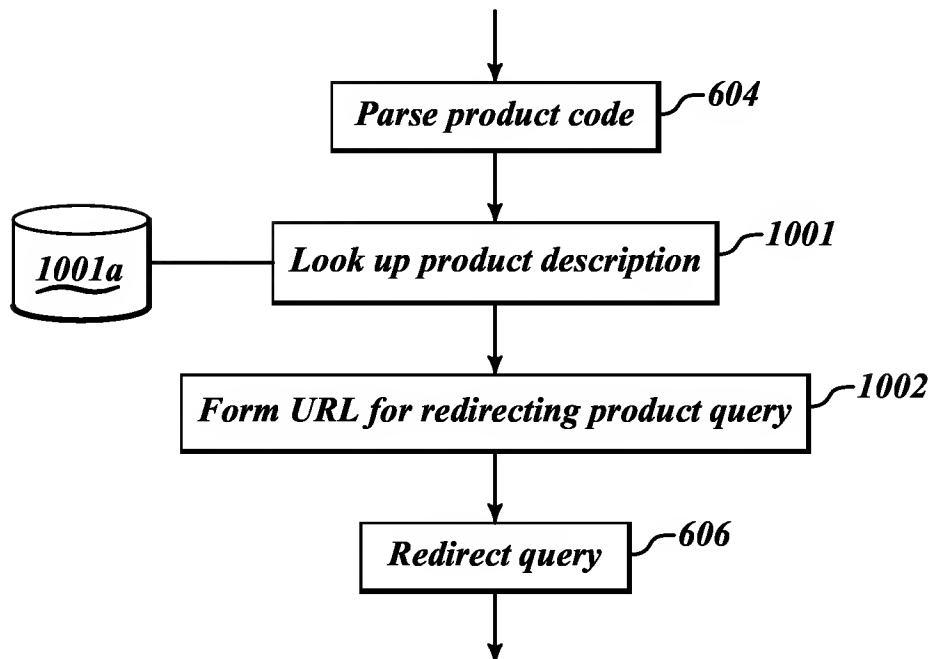 Parse product code
604
Look up product description
1001
1001a
Form URL for redirecting product query
1002
Redirect query
606